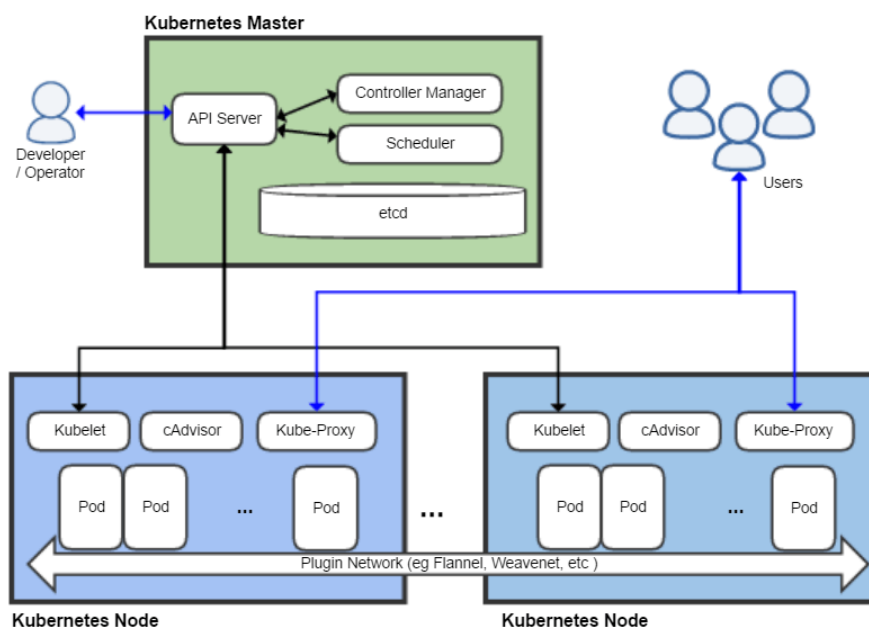 Kubernetes Master
API Server
Controller Manager
Scheduler
etcd
Developer
/ Operator
Users
Kubelet
cAdvisor
Kube-Proxy
Pod
Pod
...
Pod
Kubernetes Node
...
Kubelet
cAdvisor
Kube-Proxy
Pod
Pod
...
Pod
Plugin Network (eg Flannel, Weavenet, etc )
Kubernetes Node